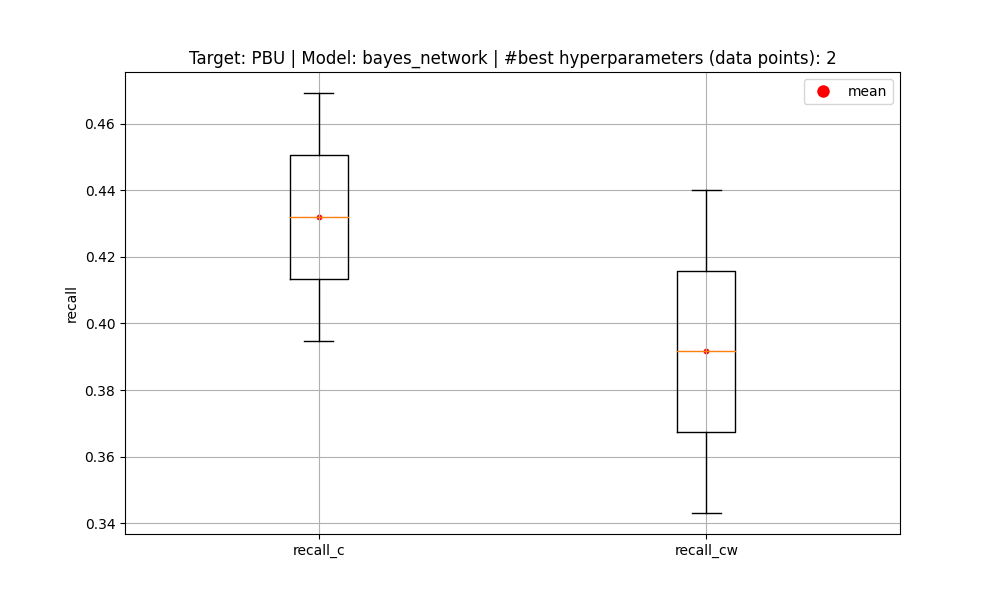 Target: PBU | Model: bayes_network | #best hyperparameters (data points): 2
mean
0.46
0.44
0.42
0.40
0.38
0.36
0.34
recall
recall_c
recall_cw